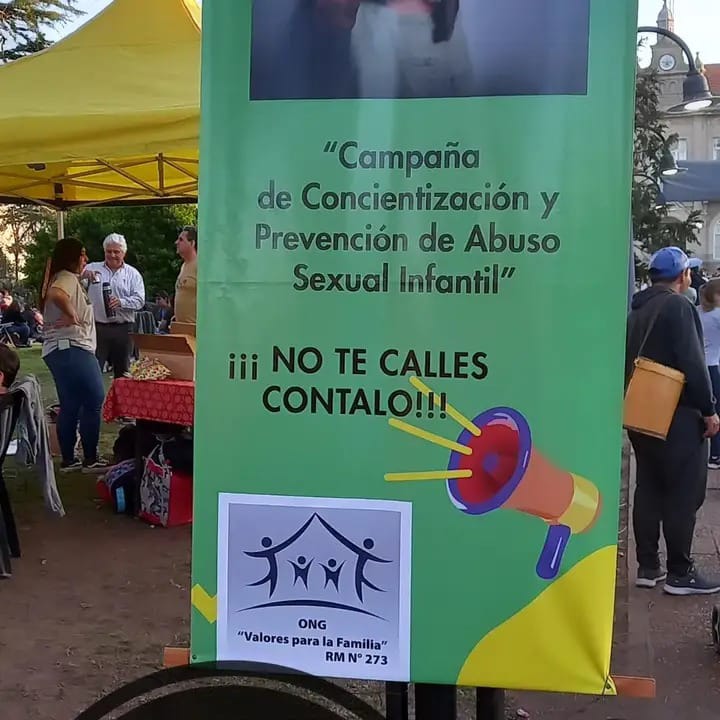 “Campaña
de Concientización y
Prevención de Abuso
Sexual Infantil”
¡¡¡ NO TE CALLES
CONTALO!!!
ONG
"Valores para la Familia"
RM Nº 273